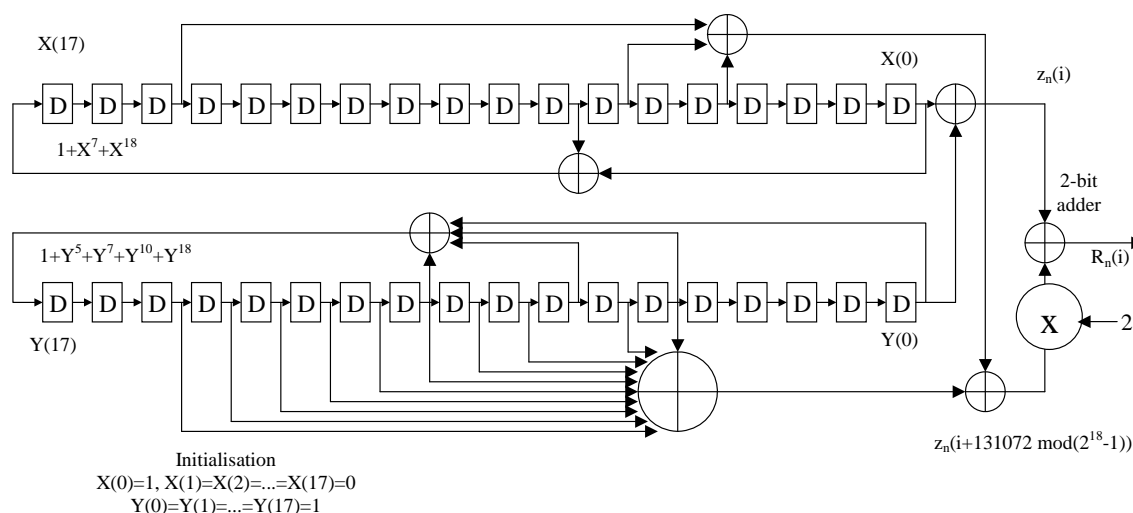 X(17)
X(0)
z_n(i)
D D D D D D D D D D D D D D D D D D
1+X^7+X^18
2-bit
adder
R_n(i)
1+Y^5+Y^7+Y^10+Y^18
D D D D D D D D D D D D D D D D D D
X
2
Y(17)
Y(0)
z_n(i+131072 mod(2^18-1))
Initialisation
X(0)=1, X(1)=X(2)=...=X(17)=0
Y(0)=Y(1)=...=Y(17)=1